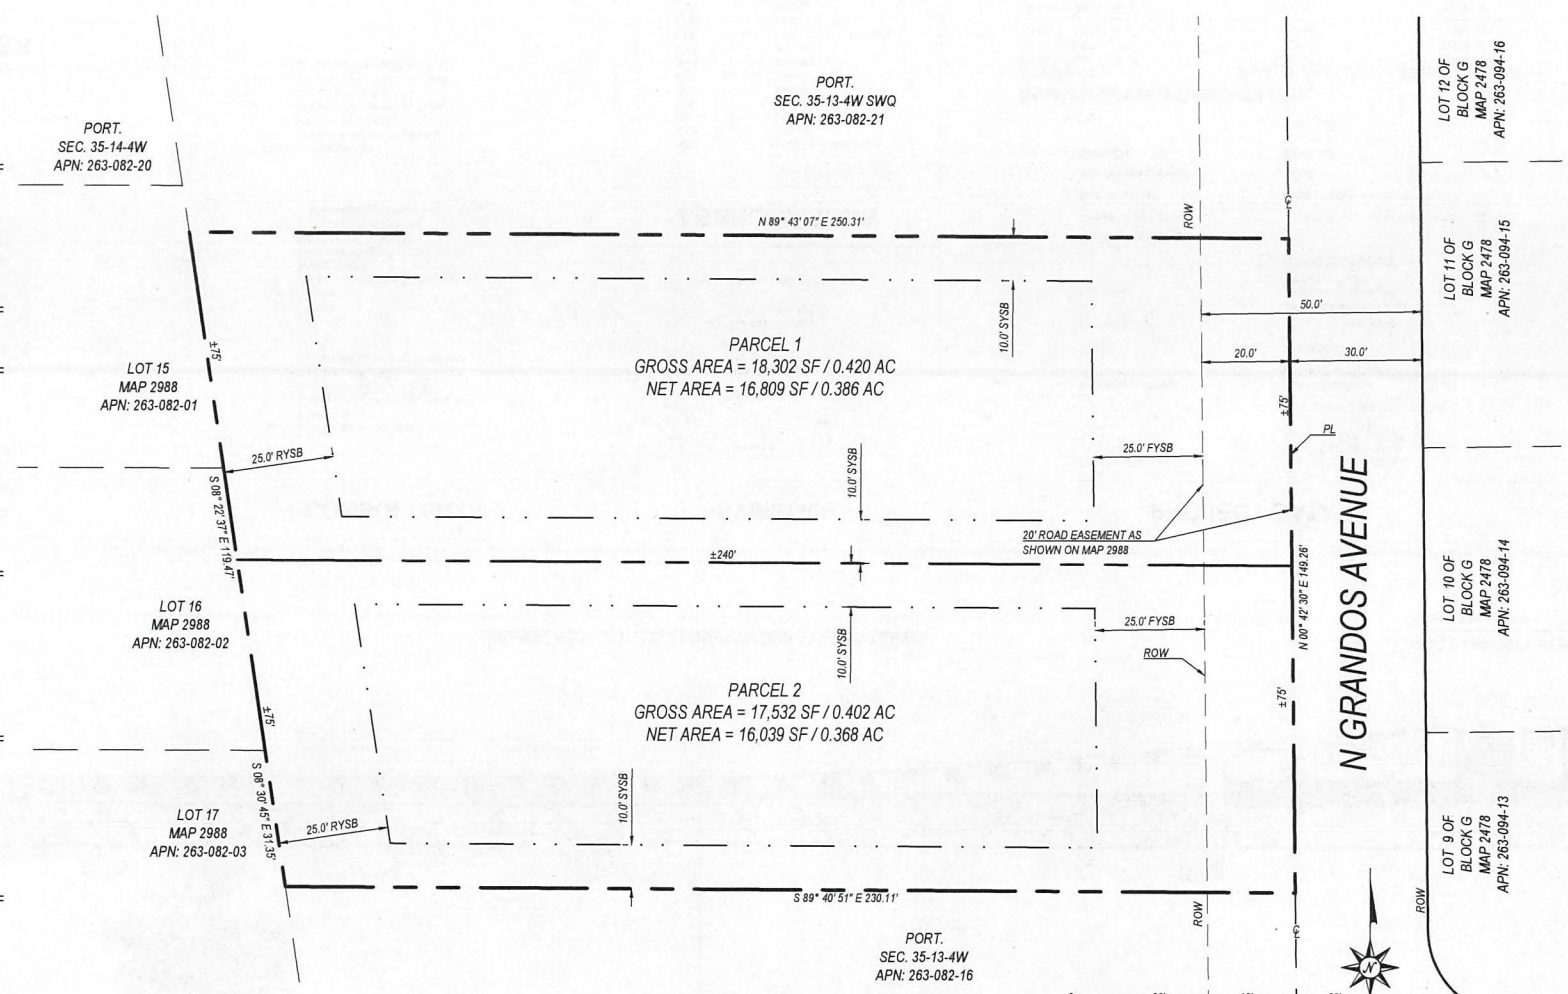 PORT.
SEC. 35-14-4W
APN: 263-082-20
PORT.
SEC. 35-13-4W SWQ
APN: 263-082-21
LOT 12 OF
BLOCK G
MAP 2478
APN: 263-094-16
N 89° 43' 07" E 250.31'
ROW
℄
LOT 11 OF
BLOCK G
MAP 2478
APN: 263-094-15
50.0'
10.0' SYSB
20.0'
30.0'
±75'
LOT 15
MAP 2988
APN: 263-082-01
PARCEL 1
GROSS AREA = 18,302 SF / 0.420 AC
NET AREA = 16,809 SF / 0.386 AC
±75'
PL
25.0' RYSB
10.0' SYSB
25.0' FYSB
S 08° 22' 37" E 119.47'
20' ROAD EASEMENT AS
SHOWN ON MAP 2988
±240'
N 00° 42' 30" E 149.26'
N GRANDOS AVENUE
LOT 10 OF
BLOCK G
MAP 2478
APN: 263-094-14
LOT 16
MAP 2988
APN: 263-082-02
10.0' SYSB
25.0' FYSB
ROW
±75'
PARCEL 2
GROSS AREA = 17,532 SF / 0.402 AC
NET AREA = 16,039 SF / 0.368 AC
±75'
S 08° 30' 45" E 31.35'
LOT 17
MAP 2988
APN: 263-082-03
25.0' RYSB
10.0' SYSB
LOT 9 OF
BLOCK G
MAP 2478
APN: 263-094-13
S 89° 40' 51" E 230.11'
ROW
℄
ROW
PORT.
SEC. 35-13-4W
APN: 263-082-16
N